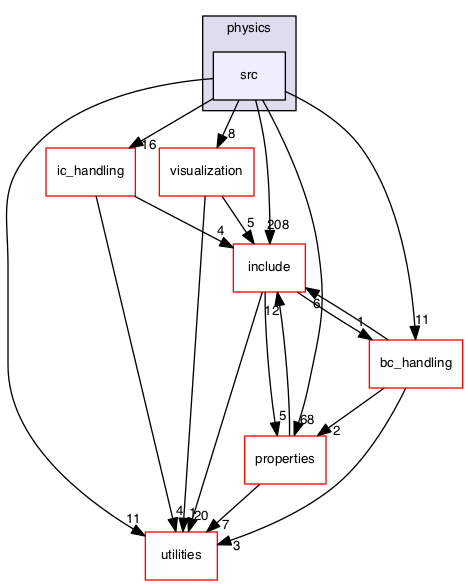 physics
src
16
8
ic_handling
visualization
4
5
208
include
12
6
1
11
bc_handling
5
68
2
properties
11
4
1
20
7
3
utilities